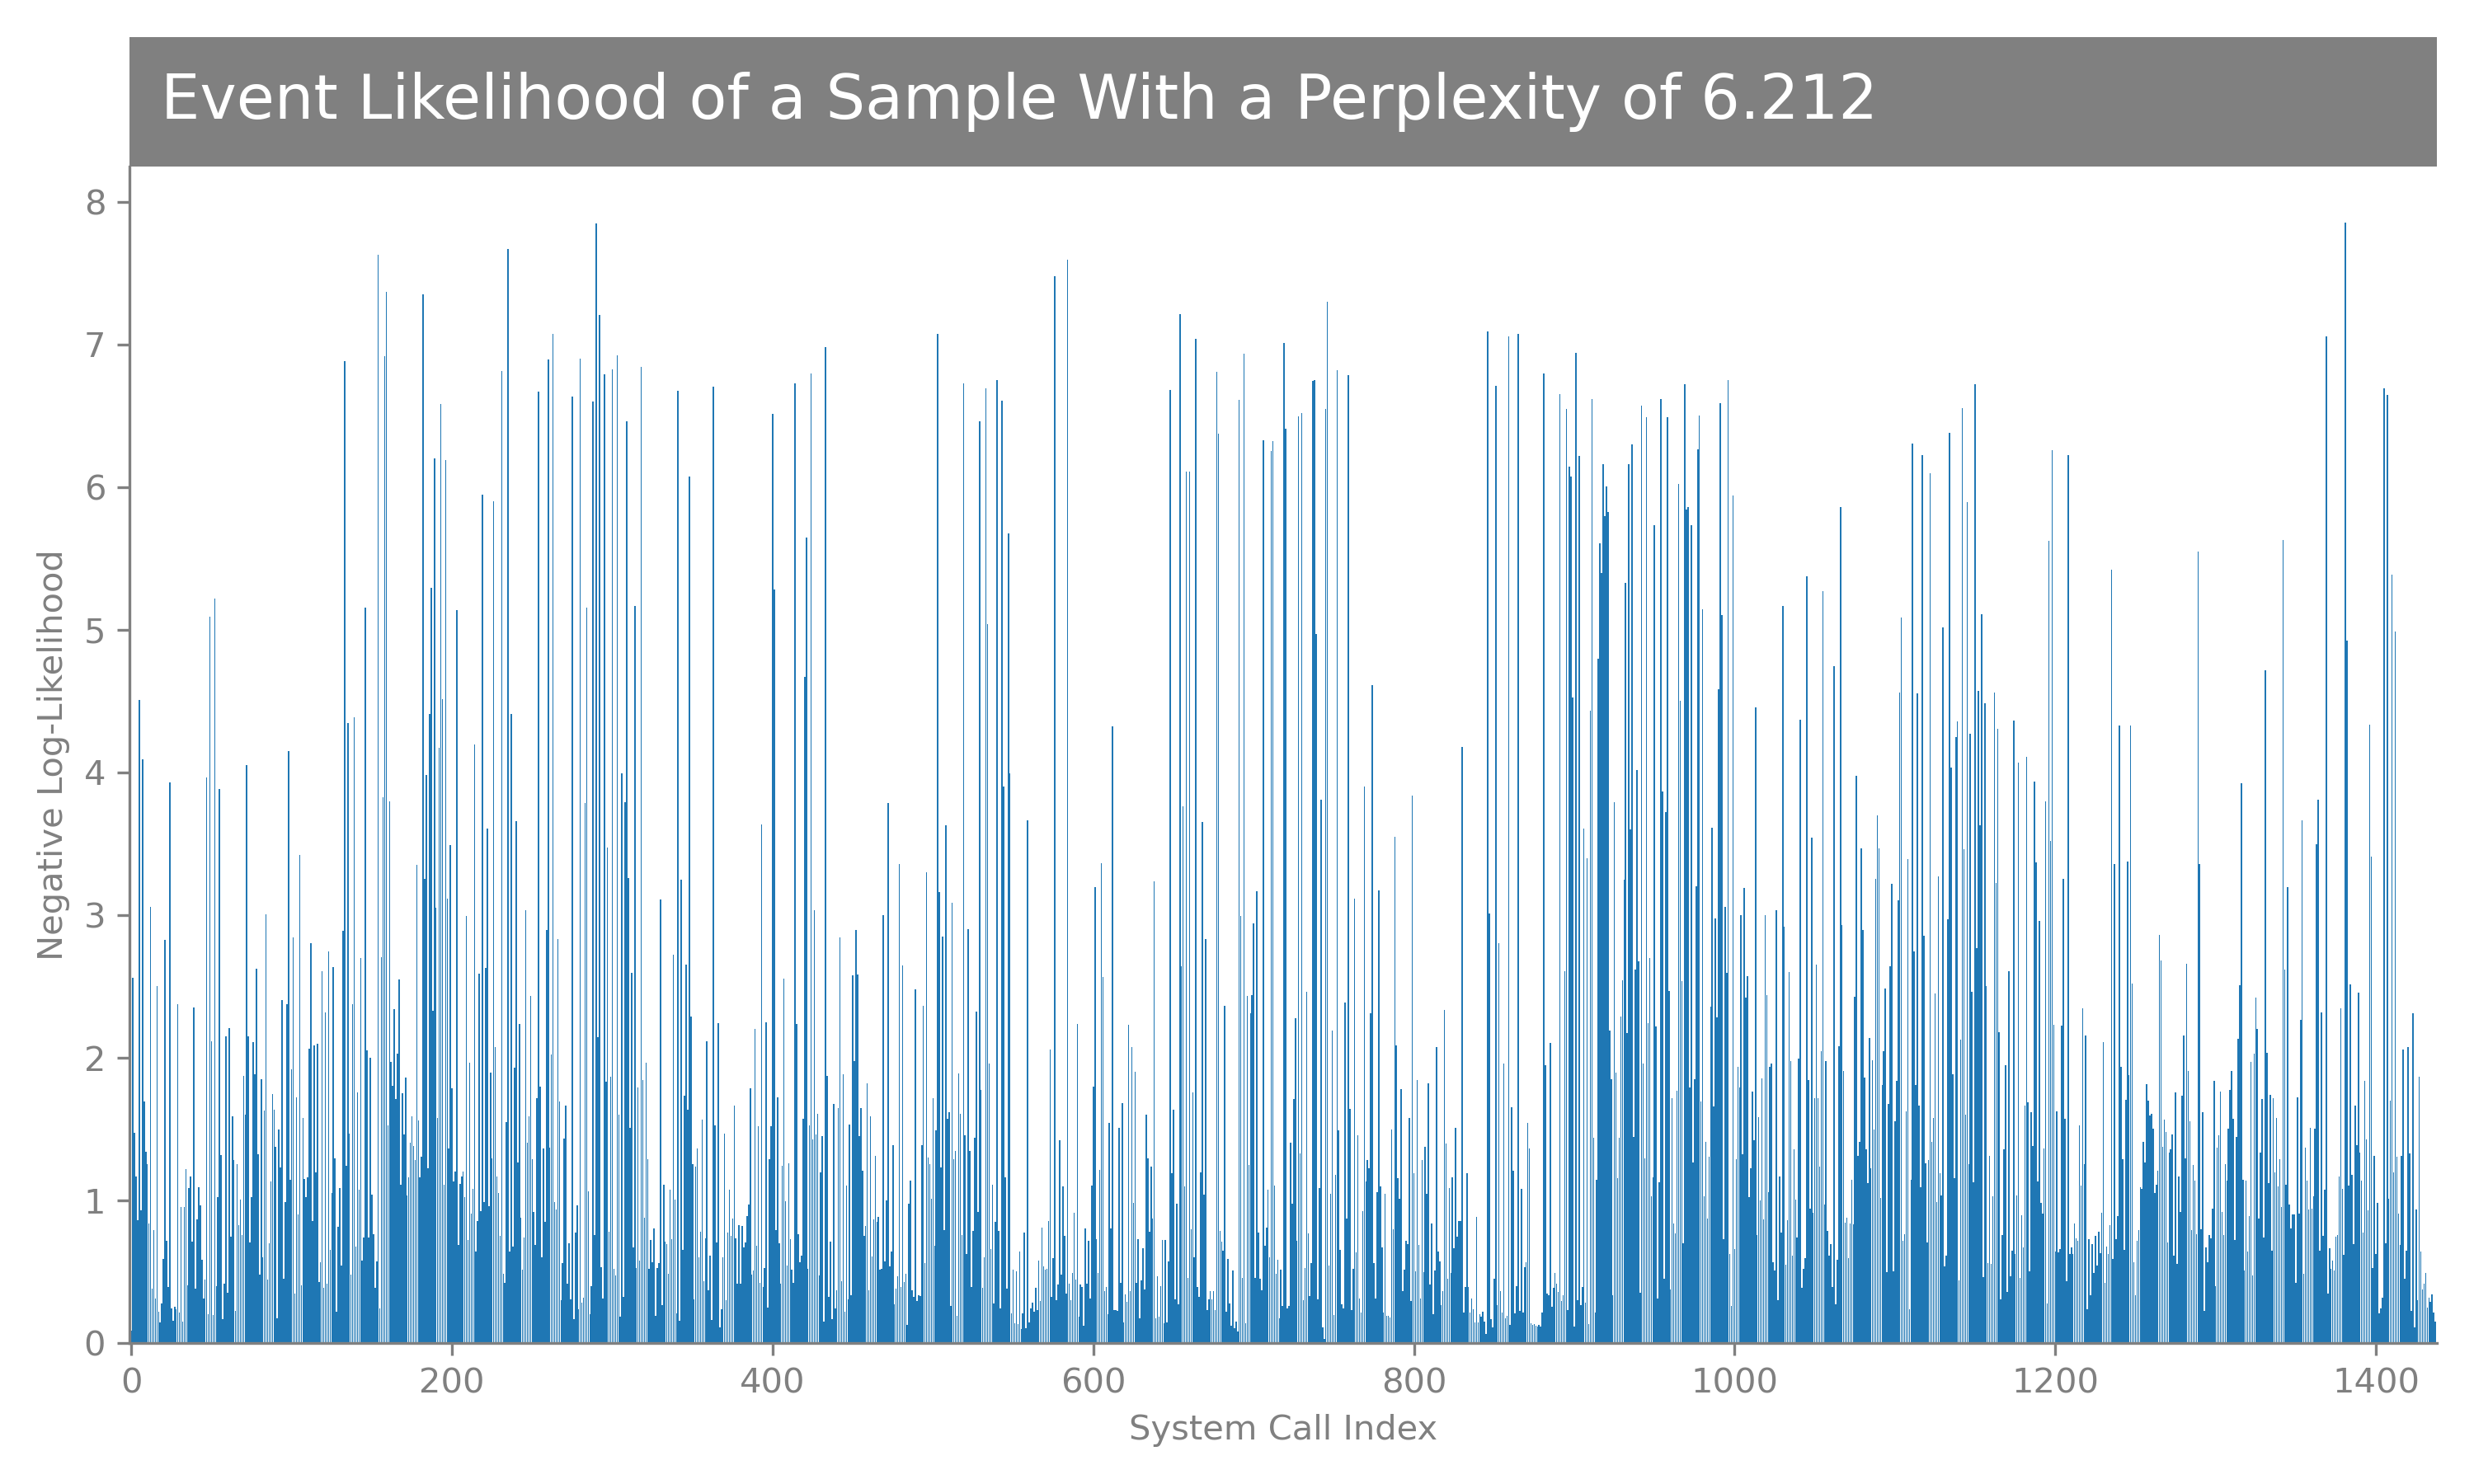 Event Likelihood of a Sample With a Perplexity of 6.212
8
7
6
5
4
3
2
1
0
Negative Log-Likelihood
0 200 400 600 800 1000 1200 1400
System Call Index